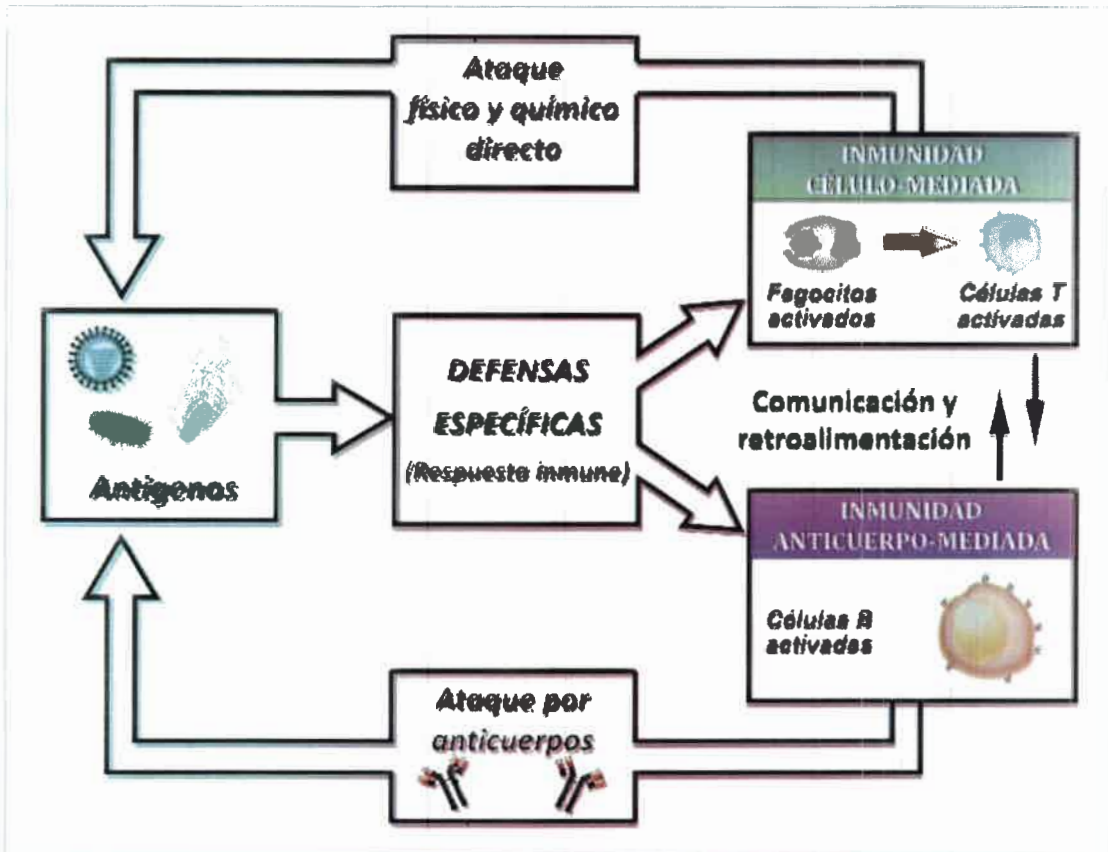 Ataque
físico y químico
directo
INMUNIDAD
CÉLULO-MEDIADA
Fagocitos
activados
Células T
activadas
Antígenos
DEFENSAS
ESPECÍFICAS
(Respuesta inmune)
Comunicación y
retroalimentación
INMUNIDAD
ANTICUERPO-MEDIADA
Células B
activadas
Ataque por
anticuerpos